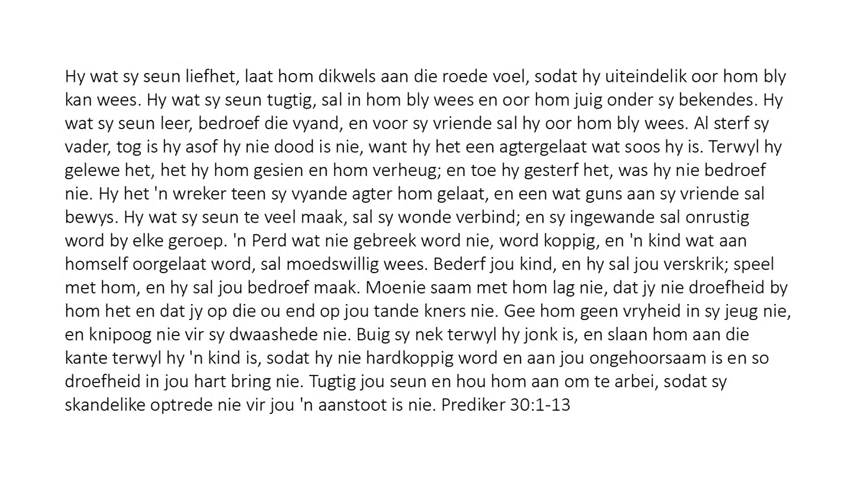 Hy wat sy seun liefhet, laat hom dikwels aan die roede voel, sodat hy uiteindelik oor hom bly
kan wees. Hy wat sy seun tugtig, sal in hom bly wees en oor hom juig onder sy bekendes. Hy
wat sy seun leer, bedroef die vyand, en voor sy vriende sal hy oor hom bly wees. Al sterf sy
vader, tog is hy asof hy nie dood is nie, want hy het een agtergelaat wat soos hy is. Terwyl hy
gelewe het, het hy hom gesien en hom verheug; en toe hy gesterf het, was hy nie bedroef
nie. Hy het 'n wreker teen sy vyande agter hom gelaat, en een wat guns aan sy vriende sal
bewys. Hy wat sy seun te veel maak, sal sy wonde verbind; en sy ingewande sal onrustig
word by elke geroep. 'n Perd wat nie gebreek word nie, word koppig, en 'n kind wat aan
homself oorgelaat word, sal moedswillig wees. Bederf jou kind, en hy sal jou verskrik; speel
met hom, en hy sal jou bedroef maak. Moenie saam met hom lag nie, dat jy nie droefheid by
hom het en dat jy op die ou end op jou tande kners nie. Gee hom geen vryheid in sy jeug nie,
en knipoog nie vir sy dwaashede nie. Buig sy nek terwyl hy jonk is, en slaan hom aan die
kante terwyl hy 'n kind is, sodat hy nie hardkoppig word en aan jou ongehoorsaam is en so
droefheid in jou hart bring nie. Tugtig jou seun en hou hom aan om te arbei, sodat sy
skandelike optrede nie vir jou 'n aanstoot is nie. Prediker 30:1-13